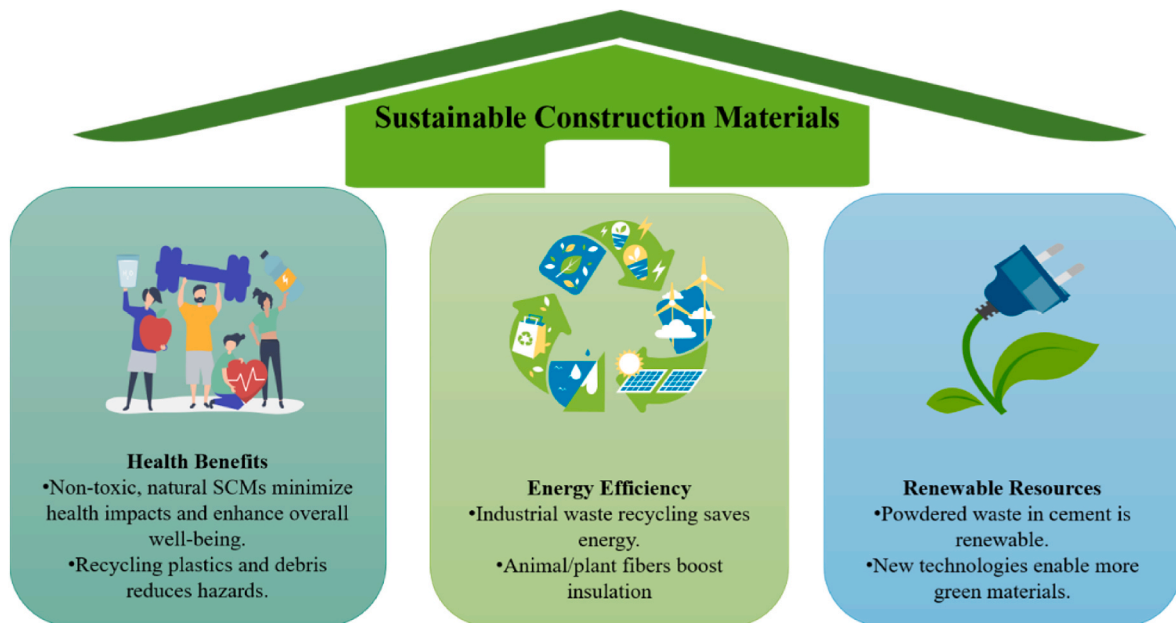 Sustainable Construction Materials
Health Benefits
•Non-toxic, natural SCMs minimize
health impacts and enhance overall
well-being.
•Recycling plastics and debris
reduces hazards.
Energy Efficiency
•Industrial waste recycling saves
energy.
•Animal/plant fibers boost
insulation
Renewable Resources
•Powdered waste in cement is
renewable.
•New technologies enable more
green materials.